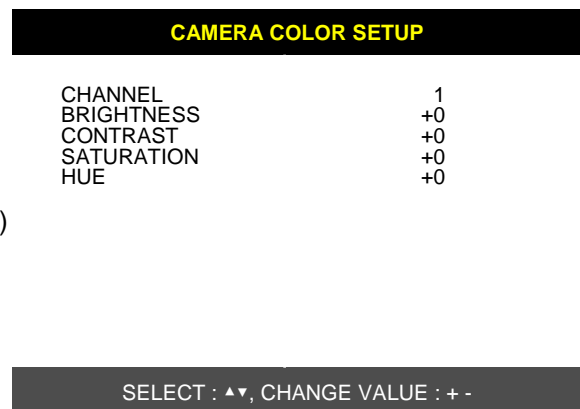 CAMERA COLOR SETUP
CHANNEL 1
BRIGHTNESS +0
CONTRAST +0
SATURATION +0
HUE +0
)
SELECT : ▲▼, CHANGE VALUE : + -